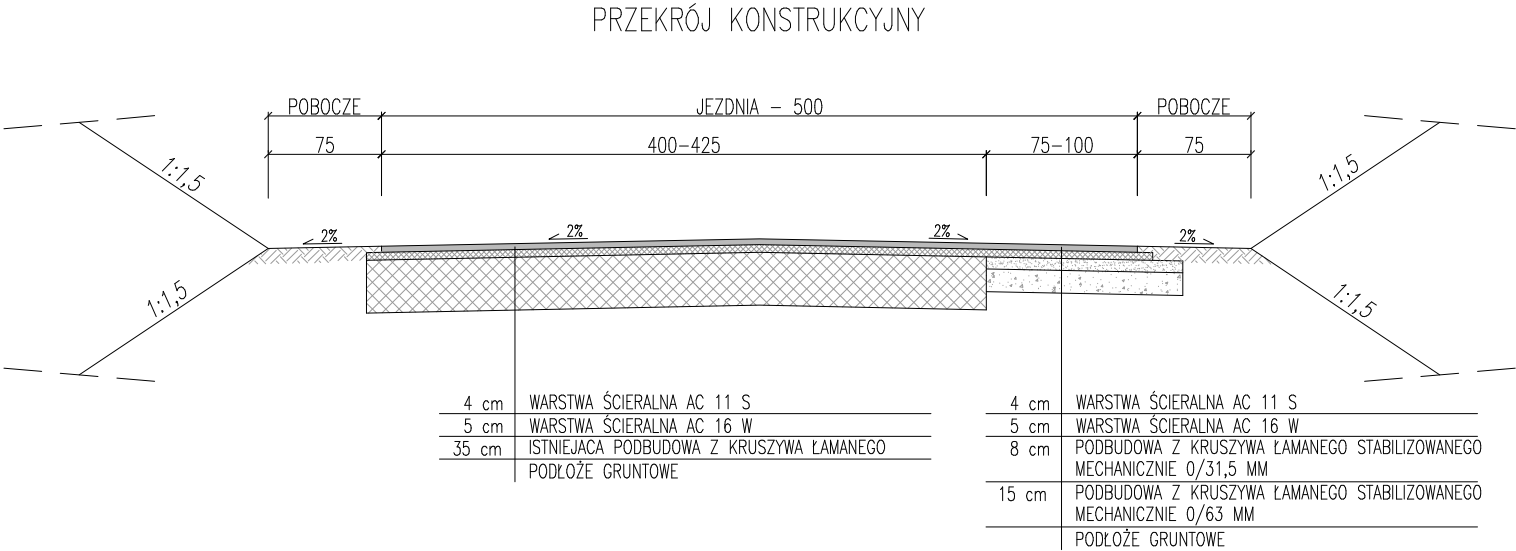 PRZEKRÓJ KONSTRUKCYJNY
POBOCZE JEZDNIA - 500 POBOCZE
75 400-425 75-100 75
1:1,5 1:1,5
2% 2% 2% 2%
1:1,5 1:1,5
4 cm WARSTWA ŚCIERALNA AC 11 S
5 cm WARSTWA ŚCIERALNA AC 16 W
35 cm ISTNIEJACA PODBUDOWA Z KRUSZYWA ŁAMANEGO
PODŁOŻE GRUNTOWE
4 cm WARSTWA ŚCIERALNA AC 11 S
5 cm WARSTWA ŚCIERALNA AC 16 W
8 cm PODBUDOWA Z KRUSZYWA ŁAMANEGO STABILIZOWANEGO
MECHANICZNIE 0/31,5 MM
15 cm PODBUDOWA Z KRUSZYWA ŁAMANEGO STABILIZOWANEGO
MECHANICZNIE 0/63 MM
PODŁOŻE GRUNTOWE